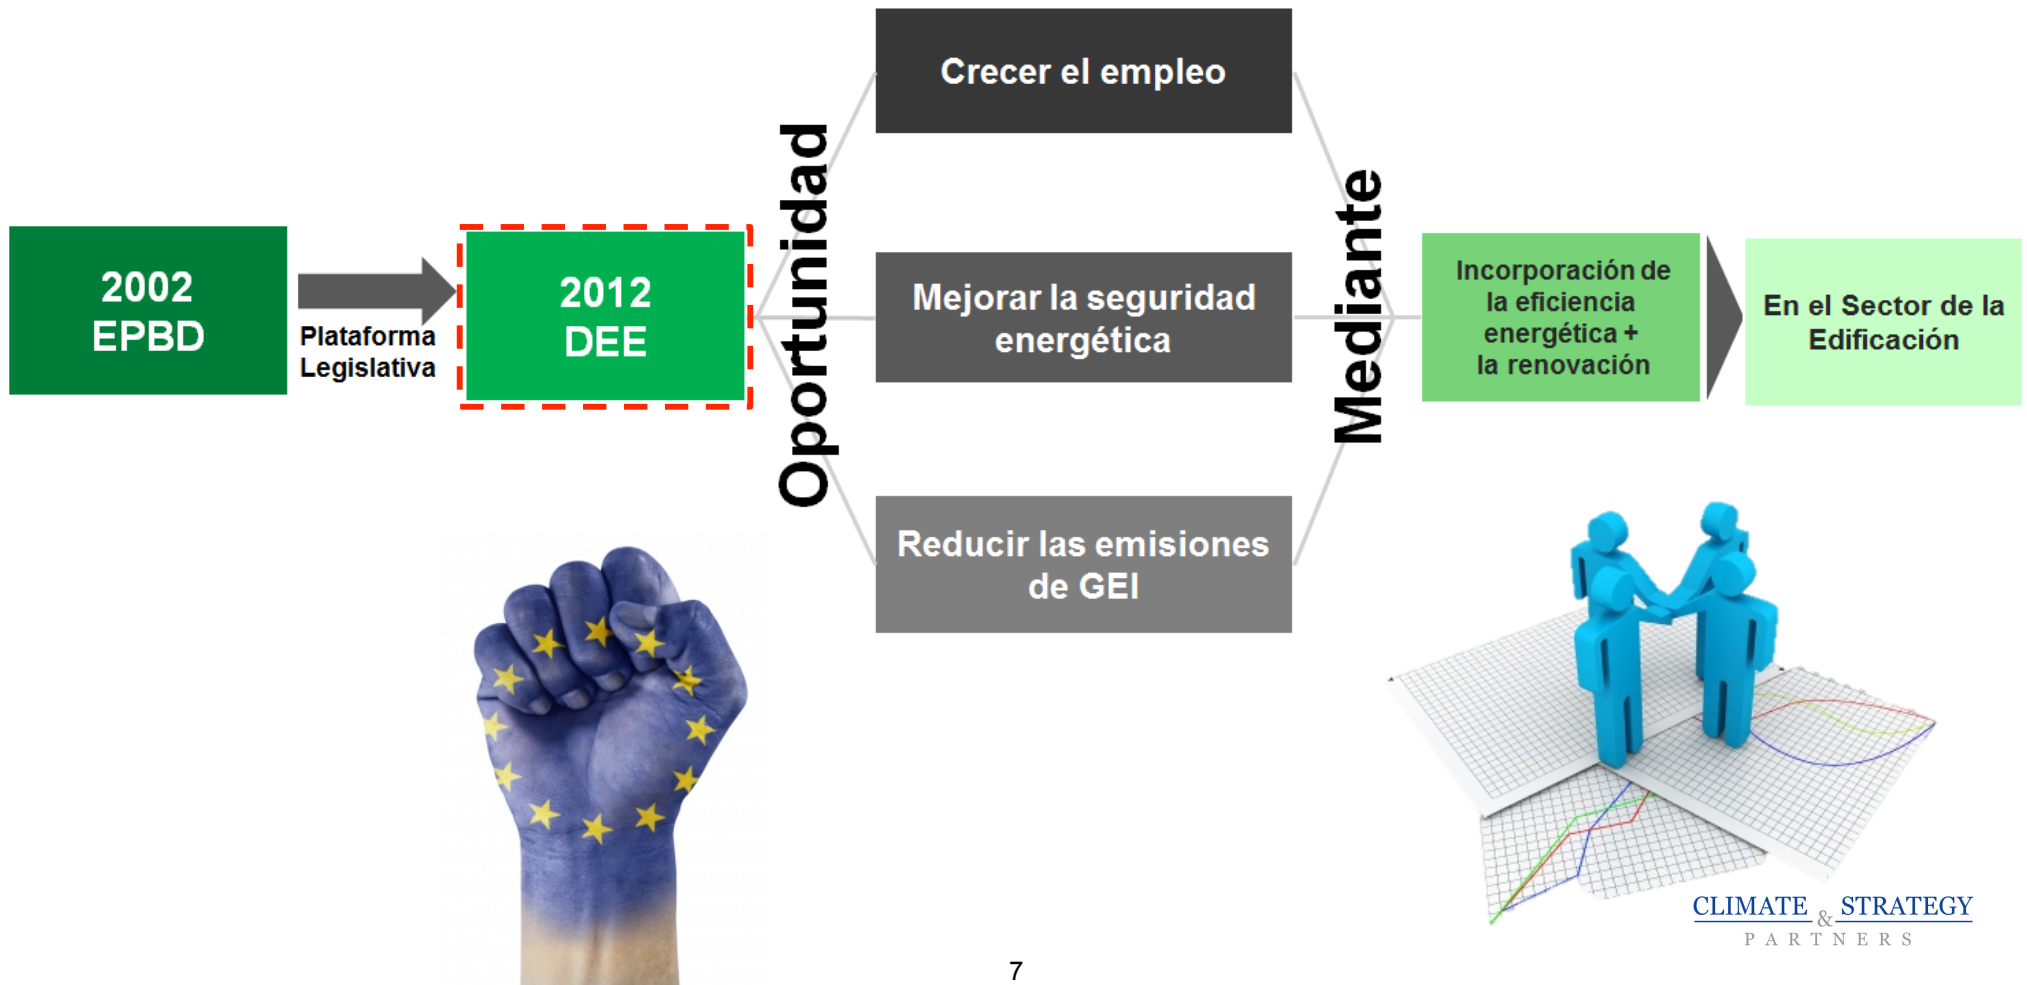 2002
EPBD
Plataforma
Legislativa
2012
DEE
Oportunidad
Crecer el empleo
Mejorar la seguridad
energética
Reducir las emisiones
de GEI
Mediante
Incorporación de
la eficiencia
energética +
la renovación
En el Sector de la
Edificación
CLIMATE & STRATEGY
PARTNERS
7